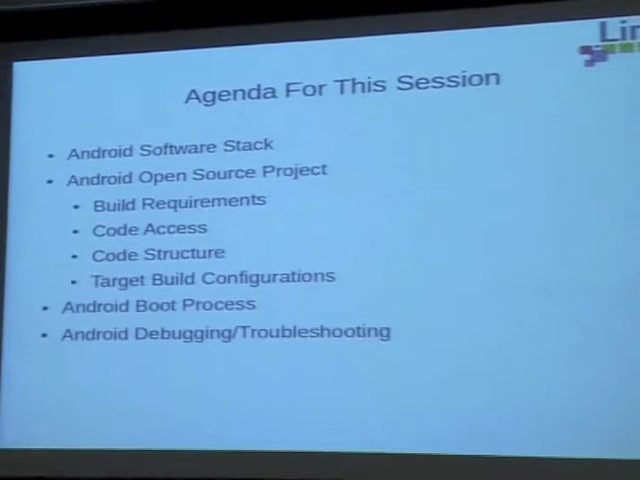 Agenda For This Session
• Android Software Stack
• Android Open Source Project
• Build Requirements
• Code Access
• Code Structure
• Target Build Configurations
• Android Boot Process
• Android Debugging/Troubleshooting